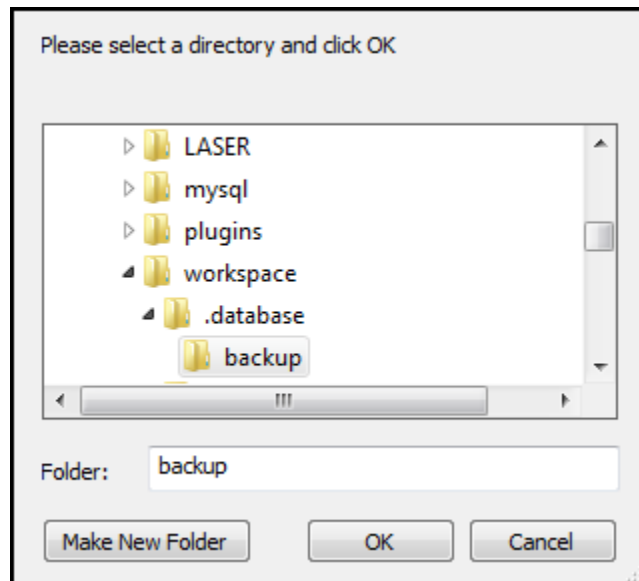 Please select a directory and click OK
LASER
mysql
plugins
workspace
.database
backup
Folder: backup
Make New Folder OK Cancel